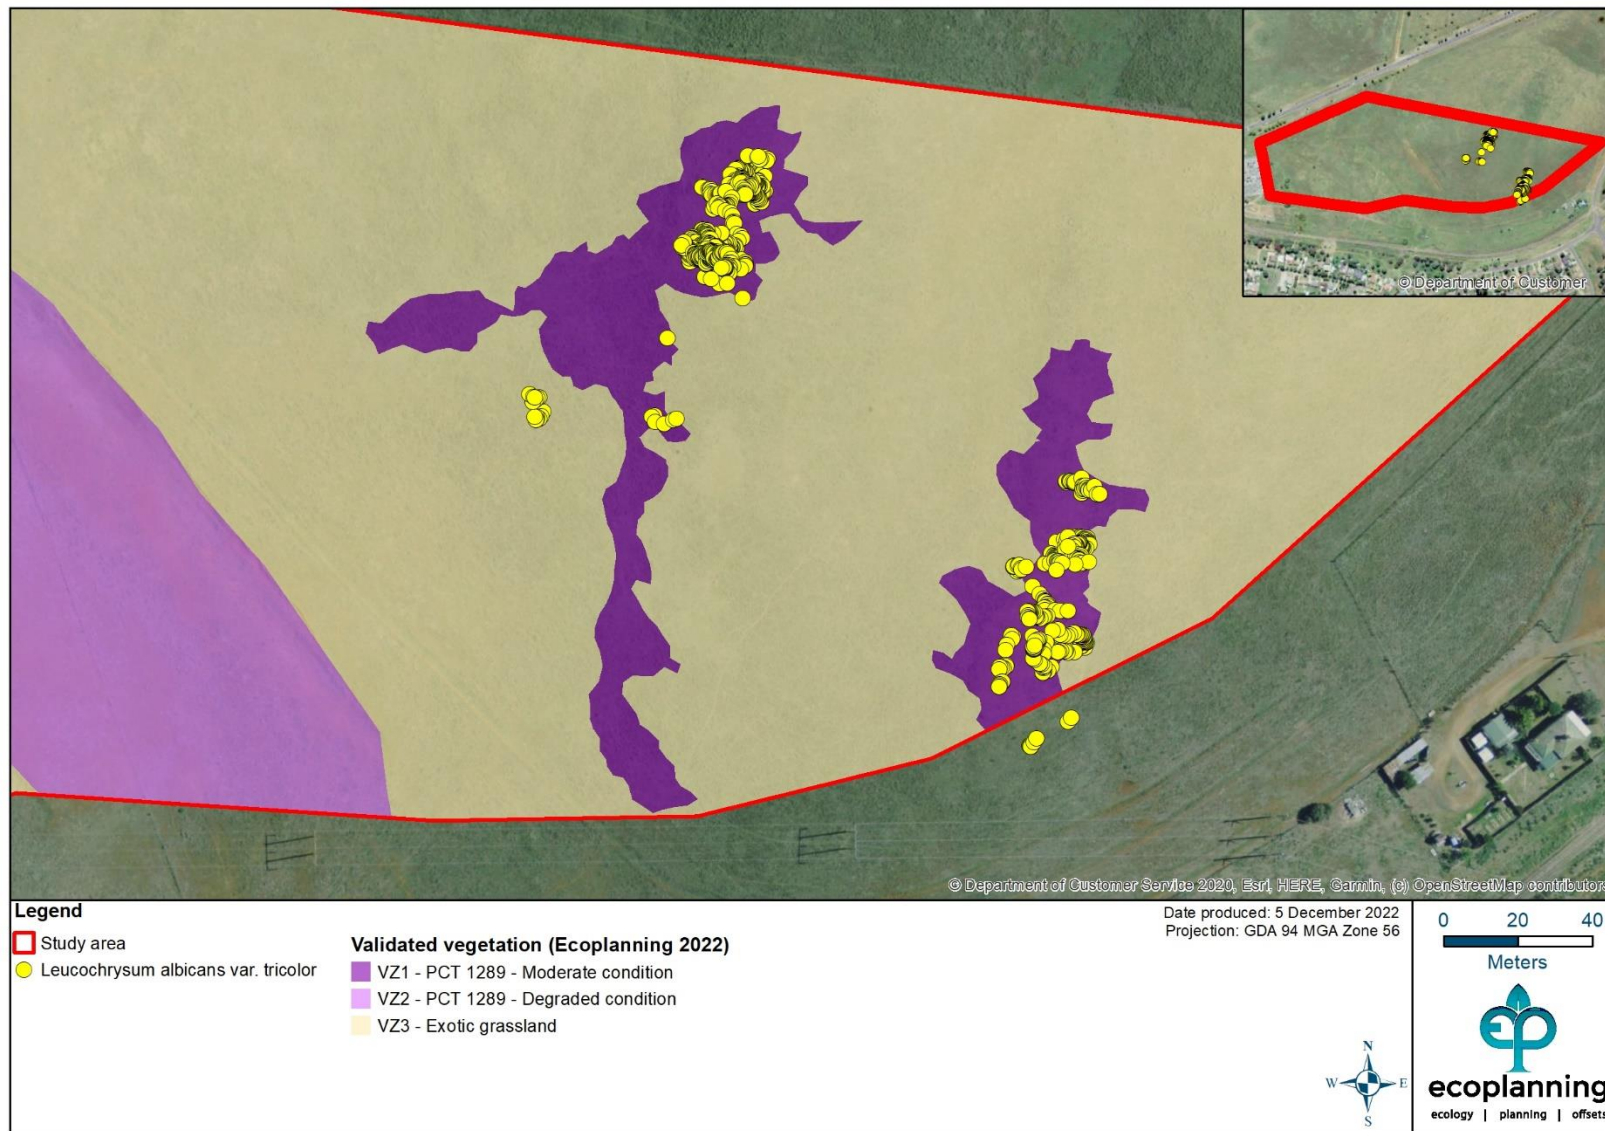 © Department of Customer
© Department of Customer Service 2020, Esri, HERE, Garmin, (c) OpenStreetMap contributors
Legend
Study area
Leucochrysum albicans var. tricolor
Validated vegetation (Ecoplanning 2022)
VZ1 - PCT 1289 - Moderate condition
VZ2 - PCT 1289 - Degraded condition
VZ3 - Exotic grassland
Date produced: 5 December 2022
Projection: GDA 94 MGA Zone 56
N
W E
S
0 20 40
Meters
ep
ecoplanning
ecology | planning | offsets